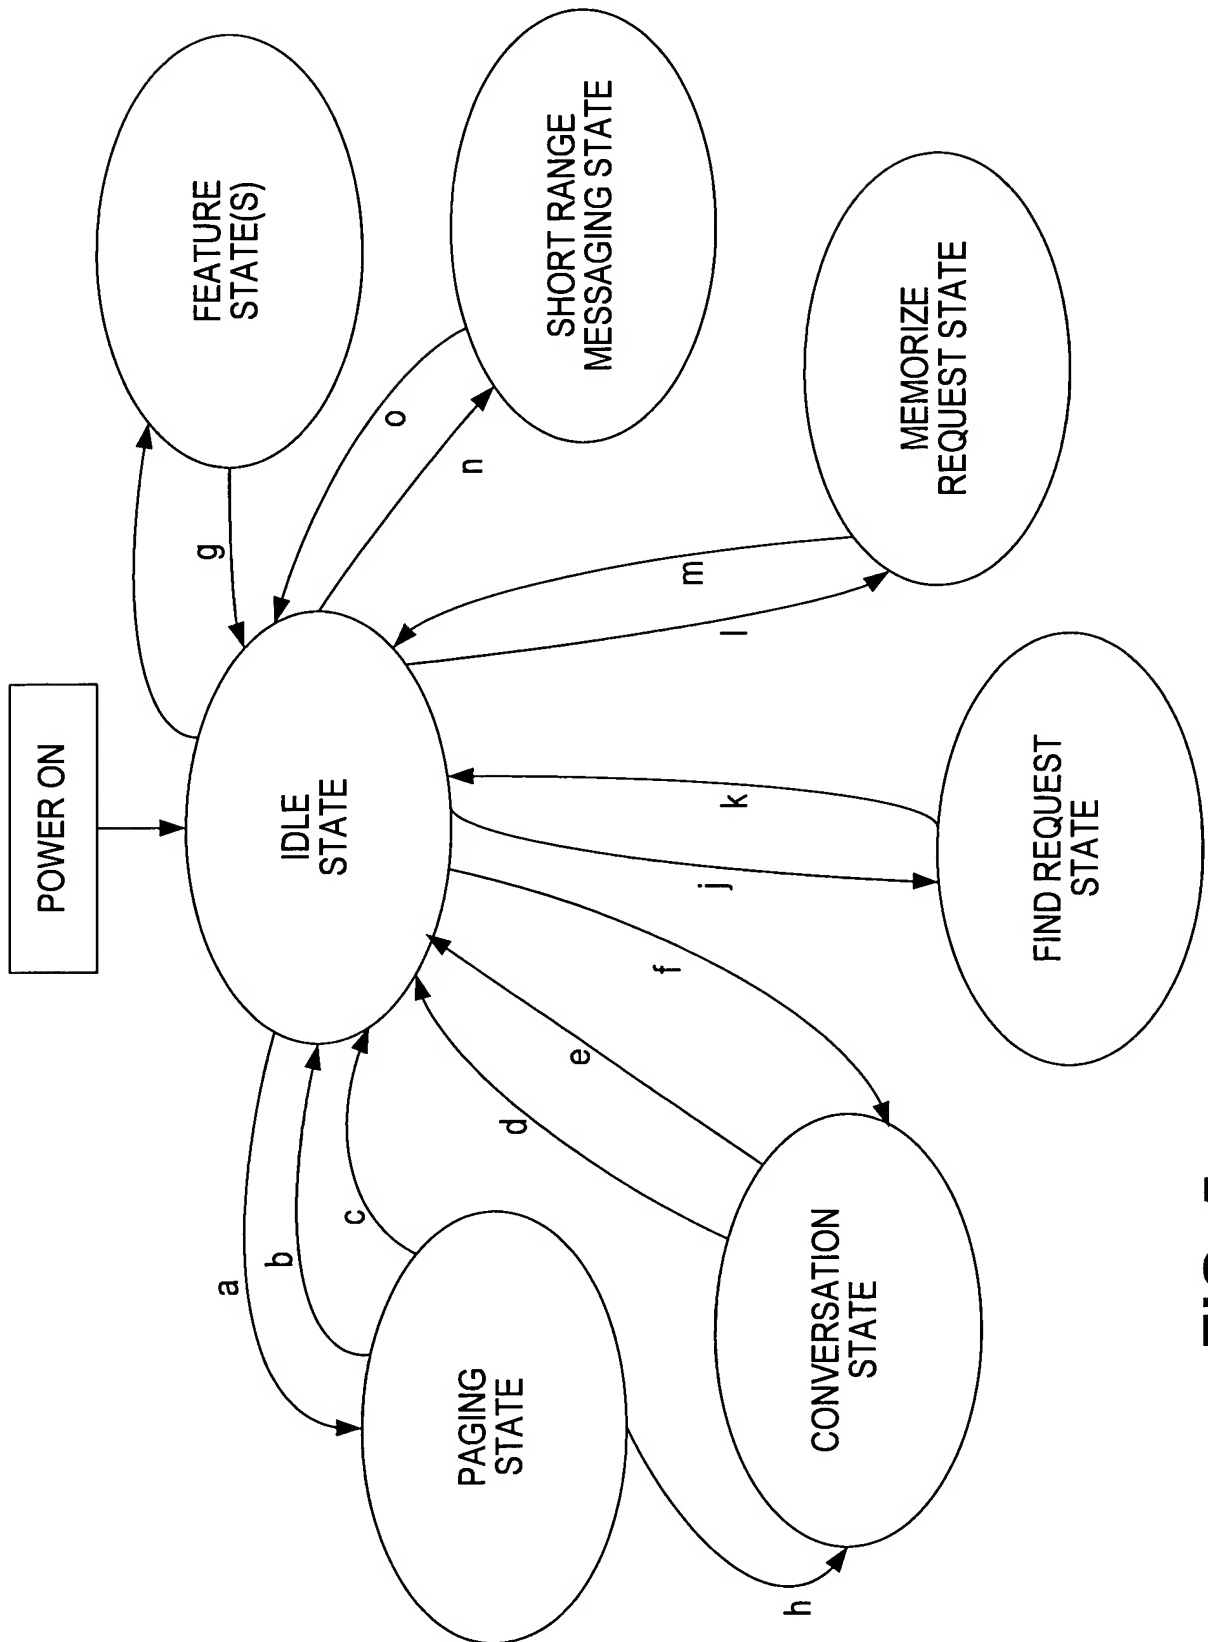 POWER ON
FEATURE
STATE(S)
g
IDLE
STATE
o
n
SHORT RANGE
MESSAGING STATE
m
l
MEMORIZE
REQUEST STATE
k
j
FIND REQUEST
STATE
a
b
c
d
e
f
PAGING
STATE
h
CONVERSATION
STATE